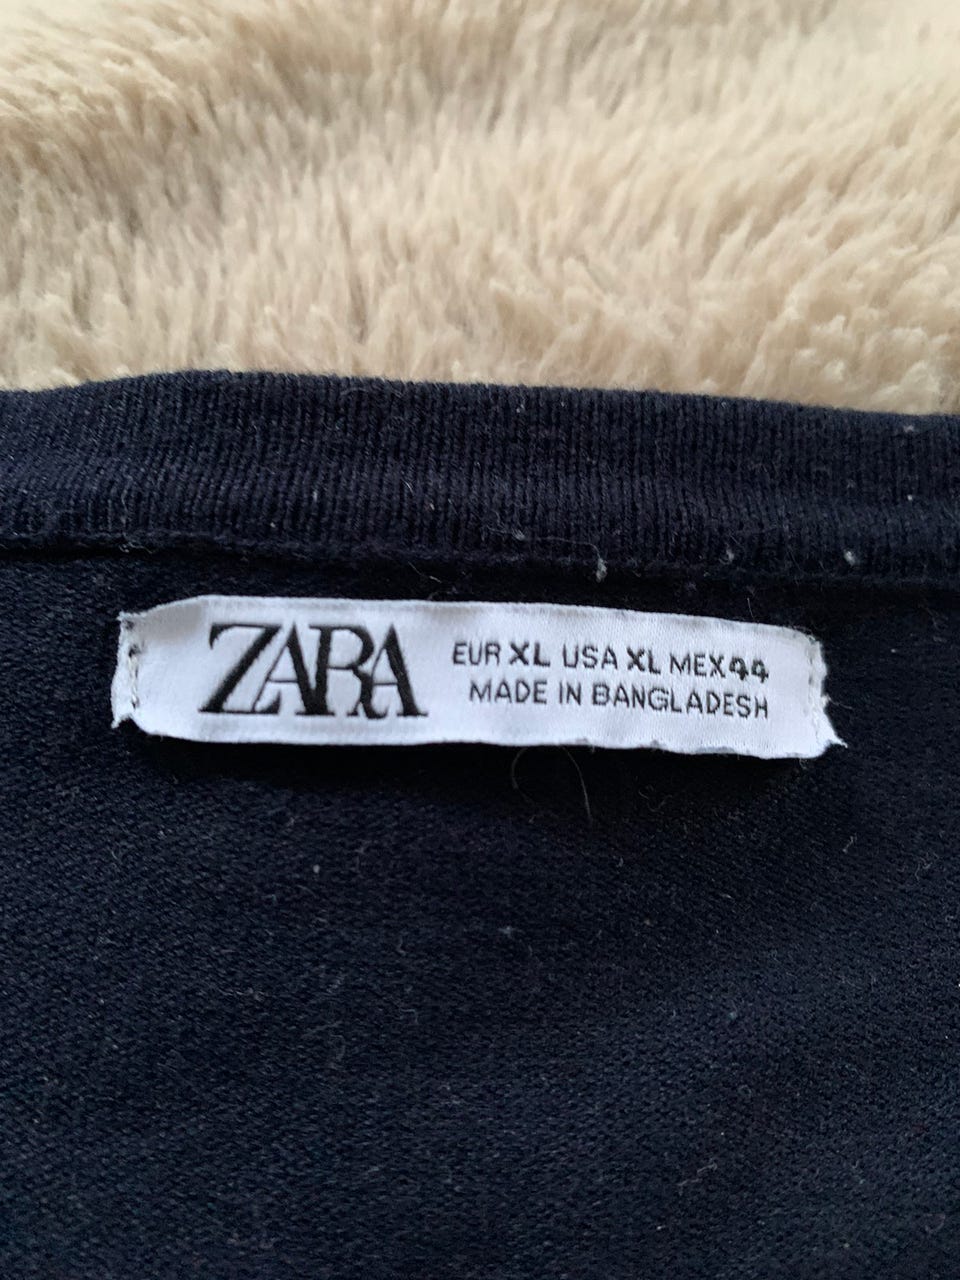 ZARA
EUR XL USA XL MEX 44
MADE IN BANGLADESH